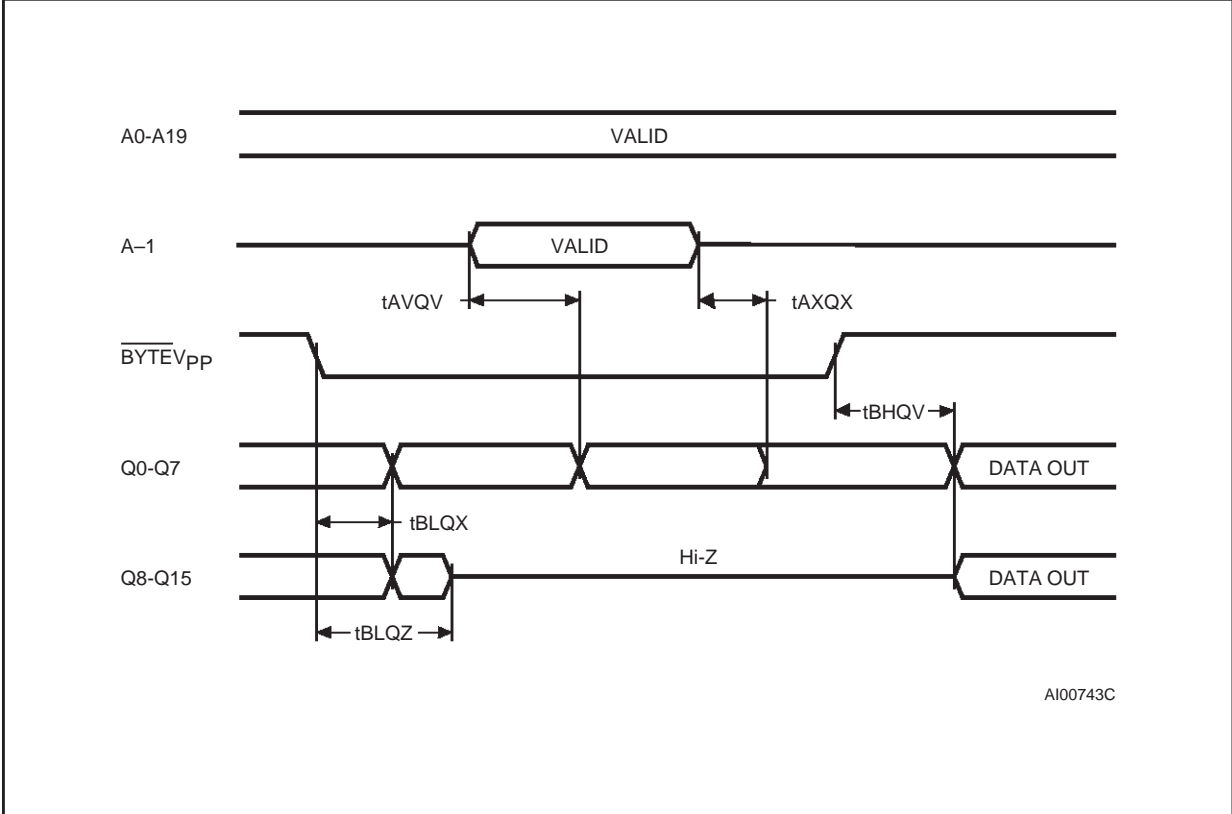 A0-A19 VALID
A–1 VALID
tAVQV tAXQX
BYTEVPP
tBHQV
Q0-Q7 DATA OUT
tBLQX
Hi-Z
Q8-Q15 DATA OUT
tBLQZ
AI00743C